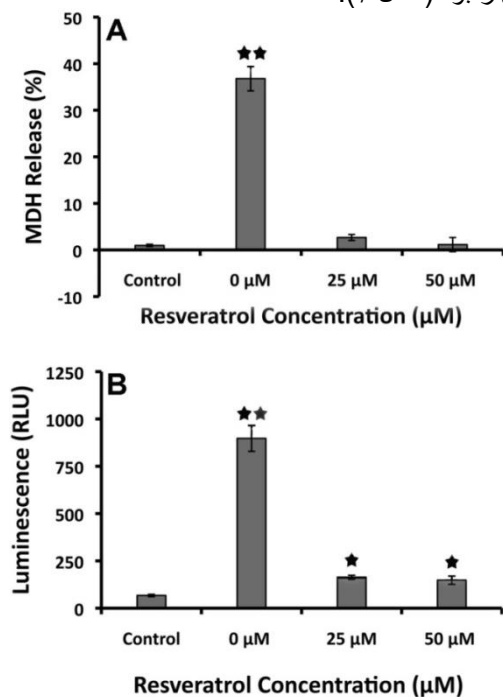 A
MDH Release (%)
50
40
30
20
10
0
-10
Control 0 µM 25 µM 50 µM
Resveratrol Concentration (µM)
B
Luminescence (RLU)
1250
1000
750
500
250
0
Control 0 µM 25 µM 50 µM
Resveratrol Concentration (µM)